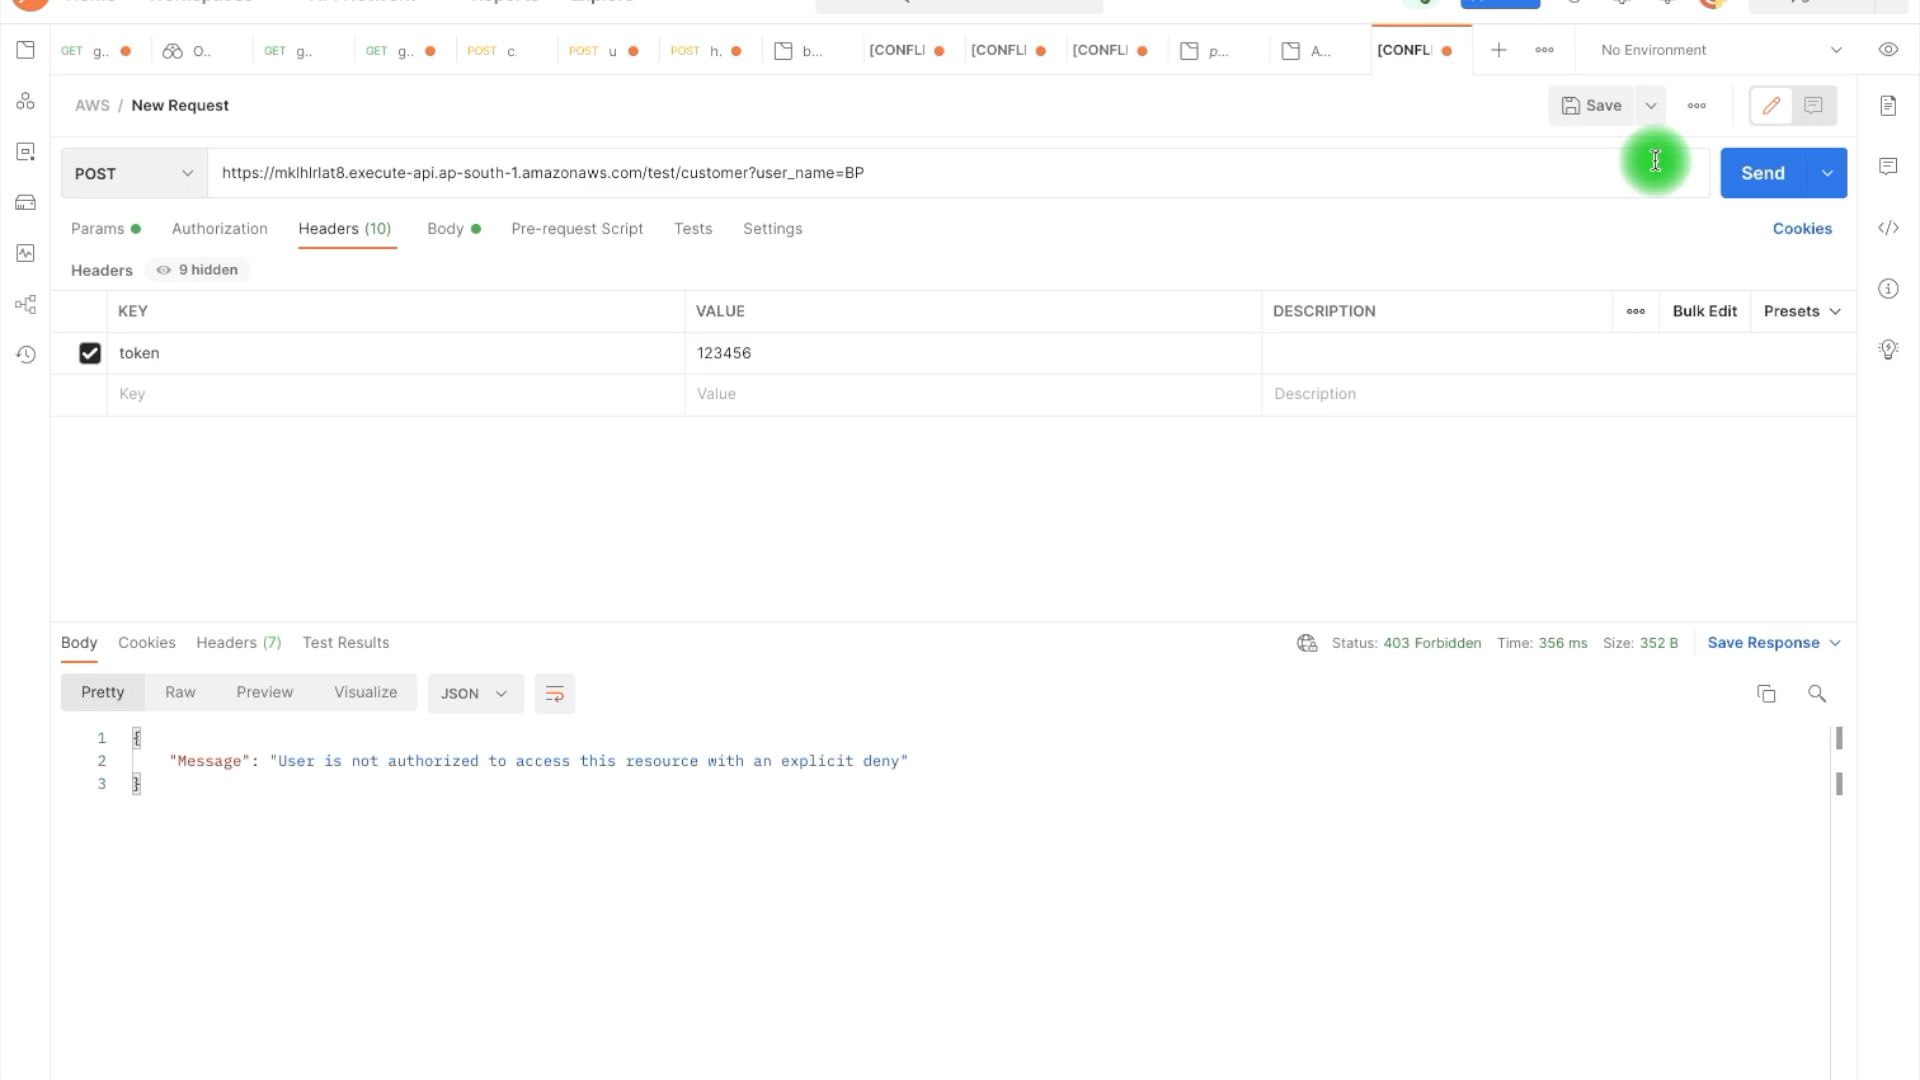 GET g.. O.. GET g.. GET g.. POST c. POST u POST h. b... [CONFLI [CONFLI [CONFLI p... A... [CONFL No Environment
AWS / New Request Save
POST https://mklhlrlat8.execute-api.ap-south-1.amazonaws.com/test/customer?user_name=BP Send
Params Authorization Headers (10) Body Pre-request Script Tests Settings Cookies
Headers 9 hidden
KEY VALUE DESCRIPTION Bulk Edit Presets
token 123456
Key Value Description
Body Cookies Headers (7) Test Results Status: 403 Forbidden Time: 356 ms Size: 352 B Save Response
Pretty Raw Preview Visualize JSON
1 {
2 "Message": "User is not authorized to access this resource with an explicit deny"
3 }